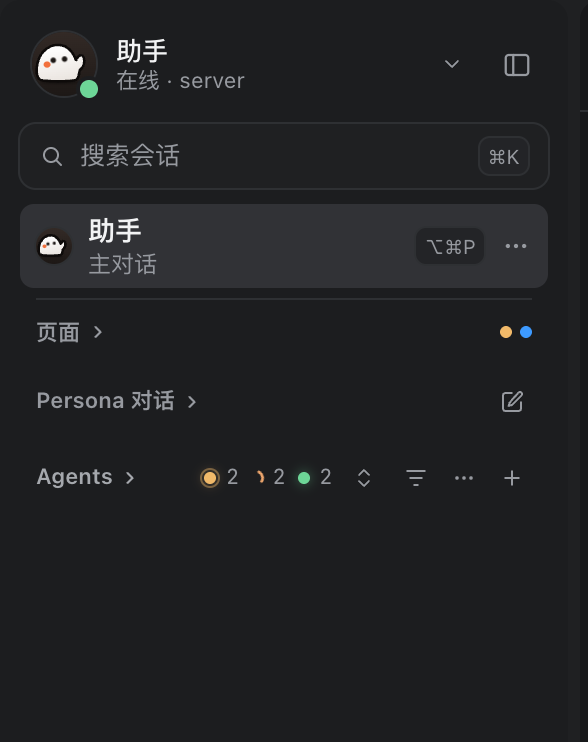 助手
在线 · server
搜索会话 ⌘K
助手
主对话 ⌥⌘P
页面
Persona 对话
Agents 2 2 2